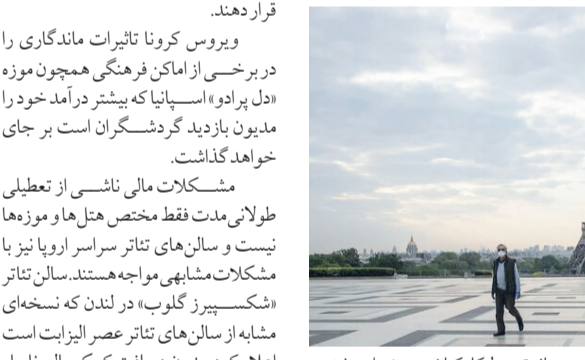 قرار دهند.
ویروس کرونا تاثیرات ماندگاری را
در برخی از اماکن فرهنگی همچون موزه
«دل پرادو» اسپانیا که بیشتر درآمد خود را
مدیون بازدید گردشگران است بر جای
خواهد گذاشت.
مشکلات مالی ناشی از تعطیلی
طولانی‌مدت فقط مختص هتل‌ها و موزه‌ها
نیست و سالن‌های تئاتر سراسر اروپا نیز با
مشکلات مشابهی مواجه هستند. سالن تئاتر
«شکسپیرز گلوب» در لندن که نسخه‌ای
مشابه از سالن‌های تئاتر عصر الیزابت است